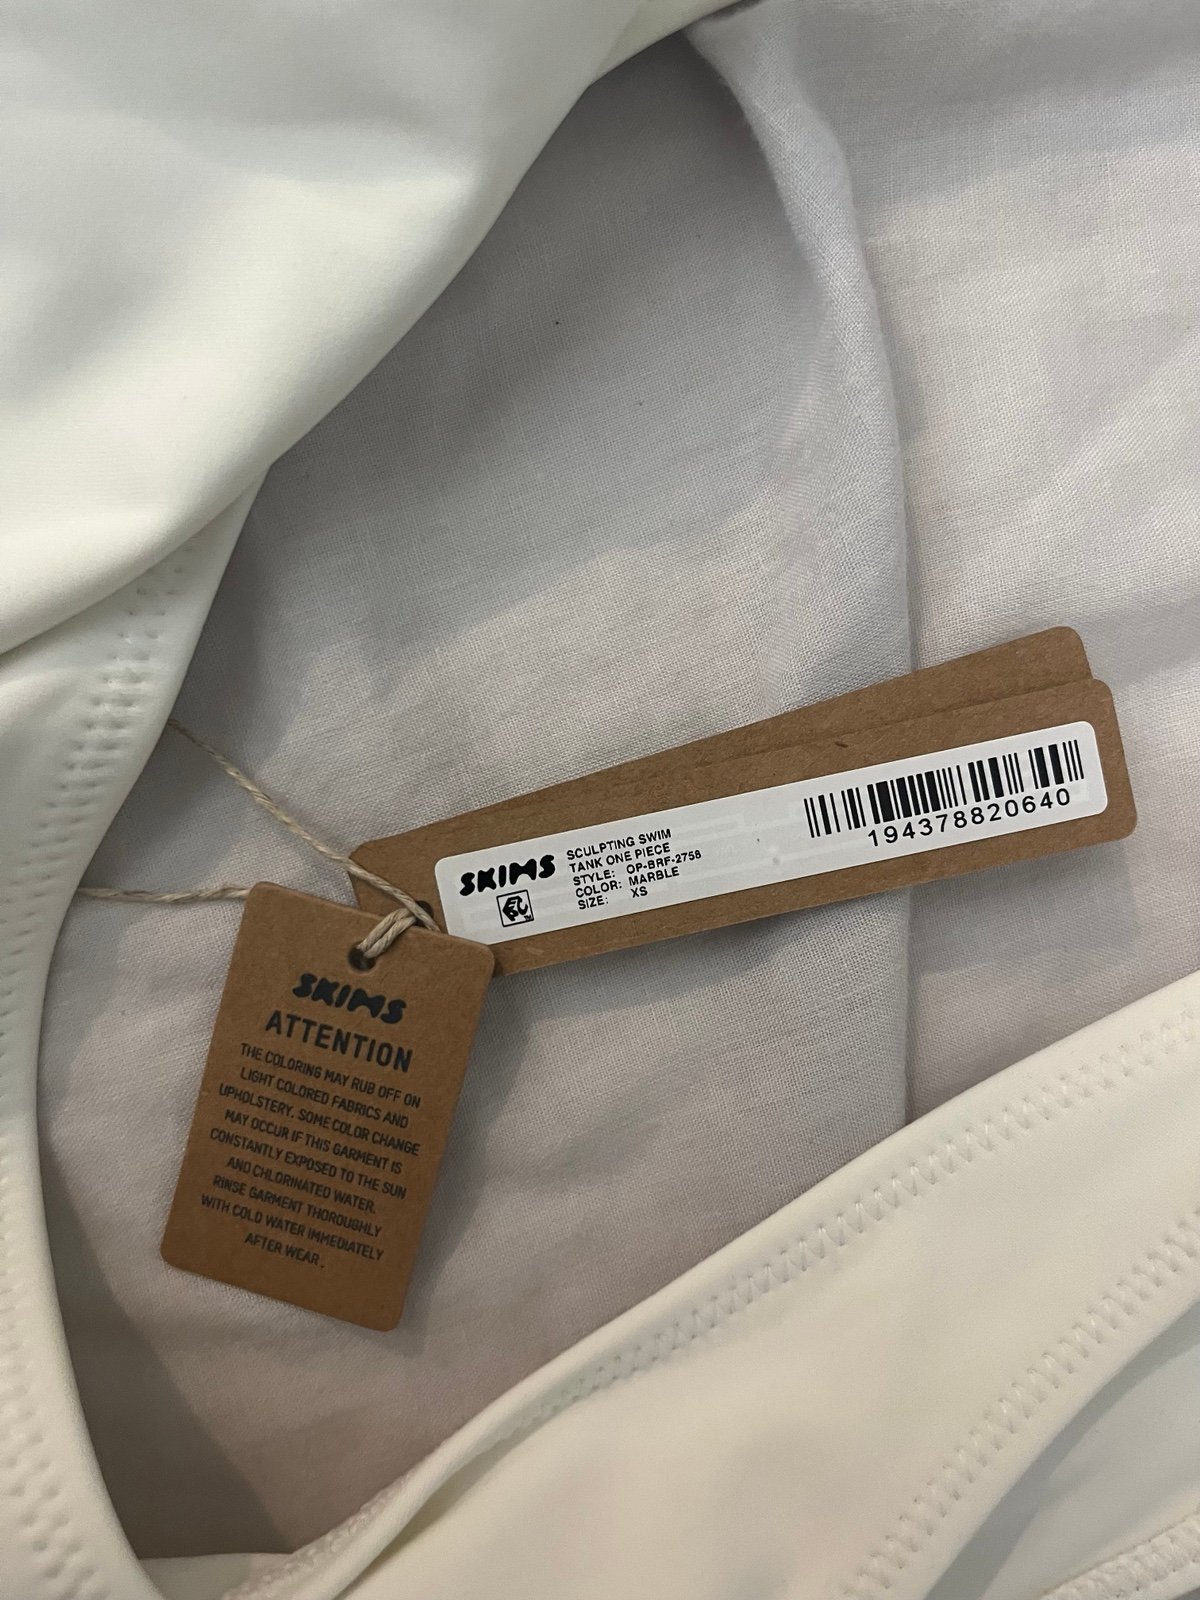 SKIMS
SCULPTING SWIM
TANK ONE PIECE
STYLE: OP-BRF-2758
COLOR: MARBLE
SIZE: XS
194378820640
SKIMS
ATTENTION
THE COLORING MAY RUB OFF ON
LIGHT COLORED FABRICS AND
UPHOLSTERY. SOME COLOR CHANGE
MAY OCCUR IF THIS GARMENT IS
CONSTANTLY EXPOSED TO THE SUN
AND CHLORINATED WATER.
RINSE GARMENT THOROUGHLY
WITH COLD WATER IMMEDIATELY
AFTER WEAR.